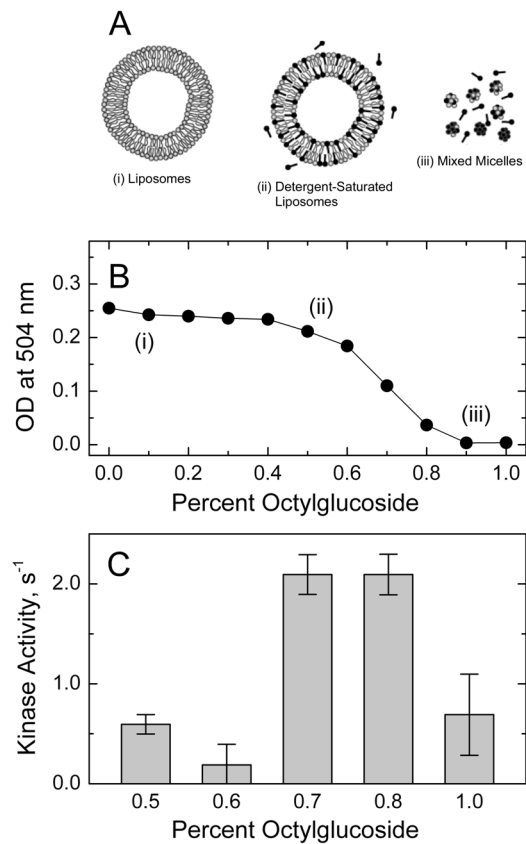 A
(i) Liposomes
(ii) Detergent-Saturated
Liposomes
(iii) Mixed Micelles
B
OD at 504 nm
0.3
0.2
0.1
0.0
(i)
(ii)
(iii)
0.0 0.2 0.4 0.6 0.8 1.0
Percent Octylglucoside
C
Kinase Activity, s⁻¹
2.0
1.0
0.0
0.5 0.6 0.7 0.8 1.0
Percent Octylglucoside